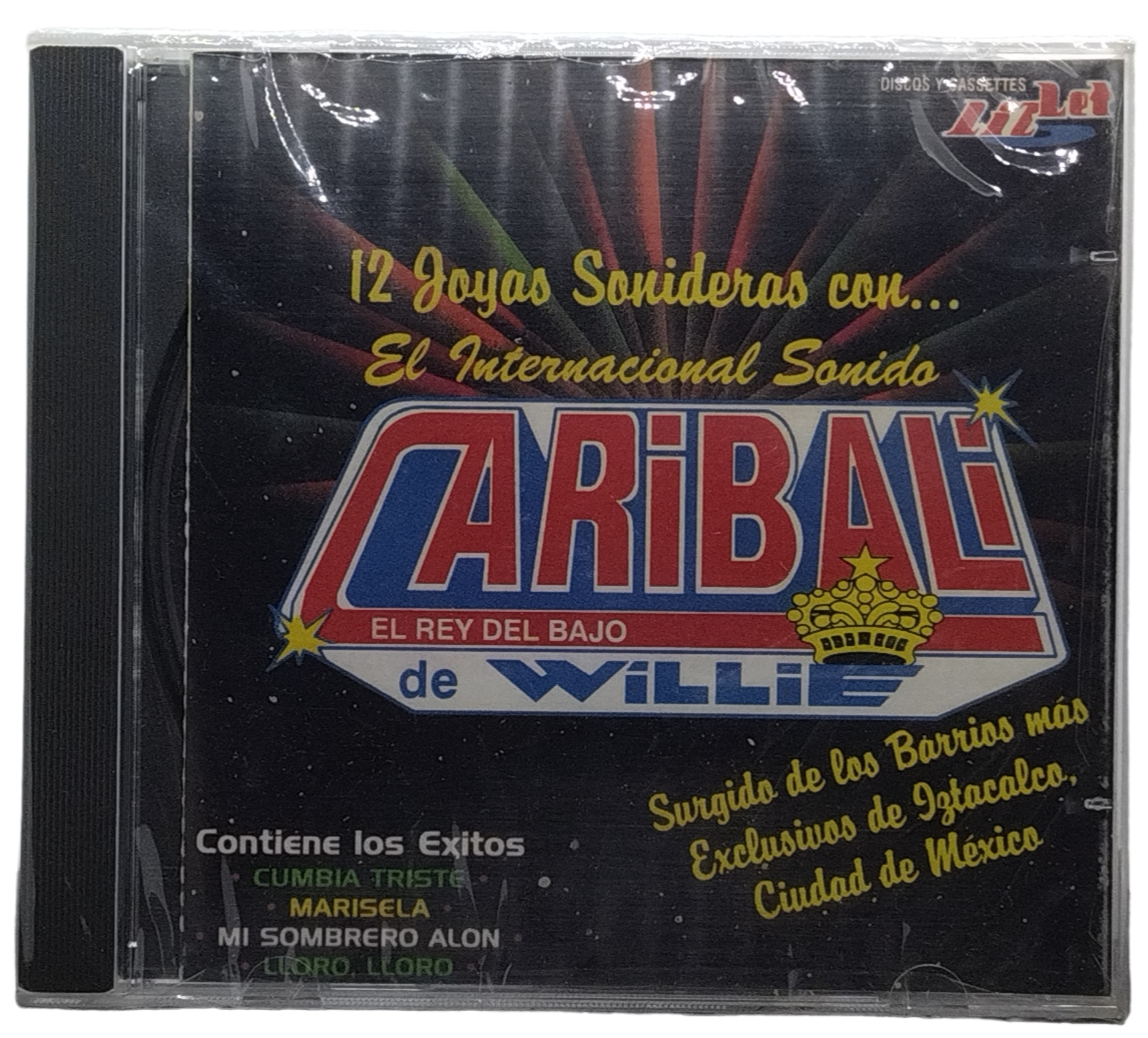 DISCOS Y CASSETTES
LizLet
12 Joyas Sonideras con...
El Internacional Sonido
CARiBALi
EL REY DEL BAJO
de WiLLiE
Surgido de los Barrios más
Exclusivos de Iztacalco,
Ciudad de México
Contiene los Exitos
CUMBIA TRISTE
MARISELA
MI SOMBRERO ALON
LLORO, LLORO